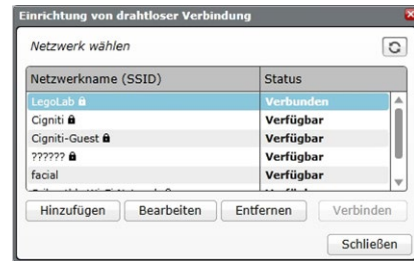 Einrichtung von drahtloser Verbindung
Netzwerk wählen
Netzwerkname (SSID) Status
LegoLab Verbunden
Cigniti Verfügbar
Cigniti-Guest Verfügbar
?????? Verfügbar
facial Verfügbar
Hinzufügen Bearbeiten Entfernen Verbinden
Schließen